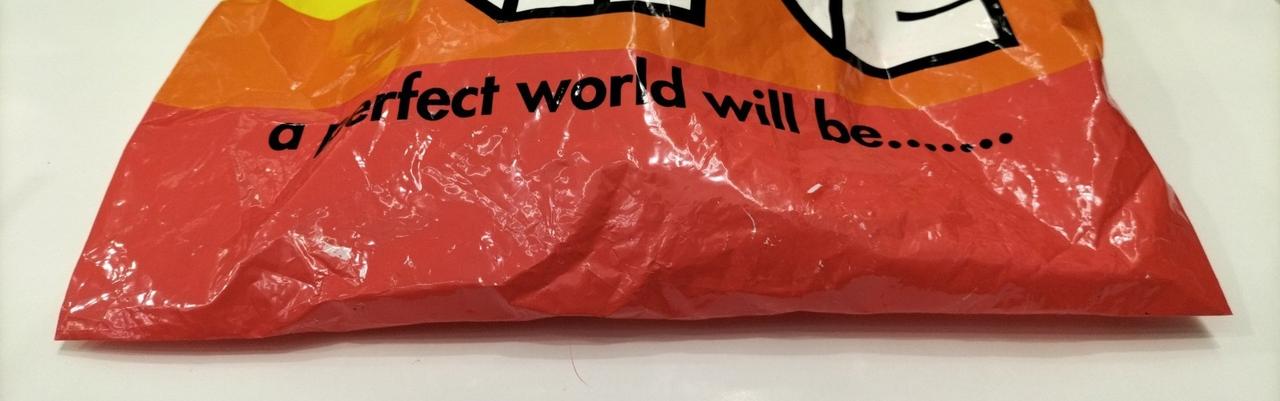 a perfect world will be.......